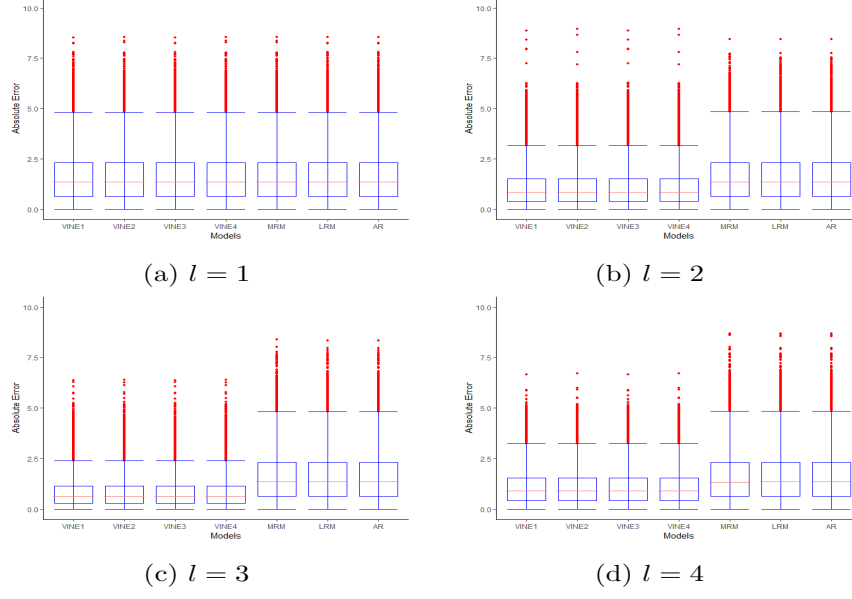 10.0
7.5
5.0
2.5
0.0
Absolute Error
VINE1 VINE2 VINE3 VINE4 MRM LRM AR
Models
(a) l = 1
10.0
7.5
5.0
2.5
0.0
Absolute Error
VINE1 VINE2 VINE3 VINE4 MRM LRM AR
Models
(b) l = 2
10.0
7.5
5.0
2.5
0.0
Absolute Error
VINE1 VINE2 VINE3 VINE4 MRM LRM AR
Models
(c) l = 3
10.0
7.5
5.0
2.5
0.0
Absolute Error
VINE1 VINE2 VINE3 VINE4 MRM LRM AR
Models
(d) l = 4